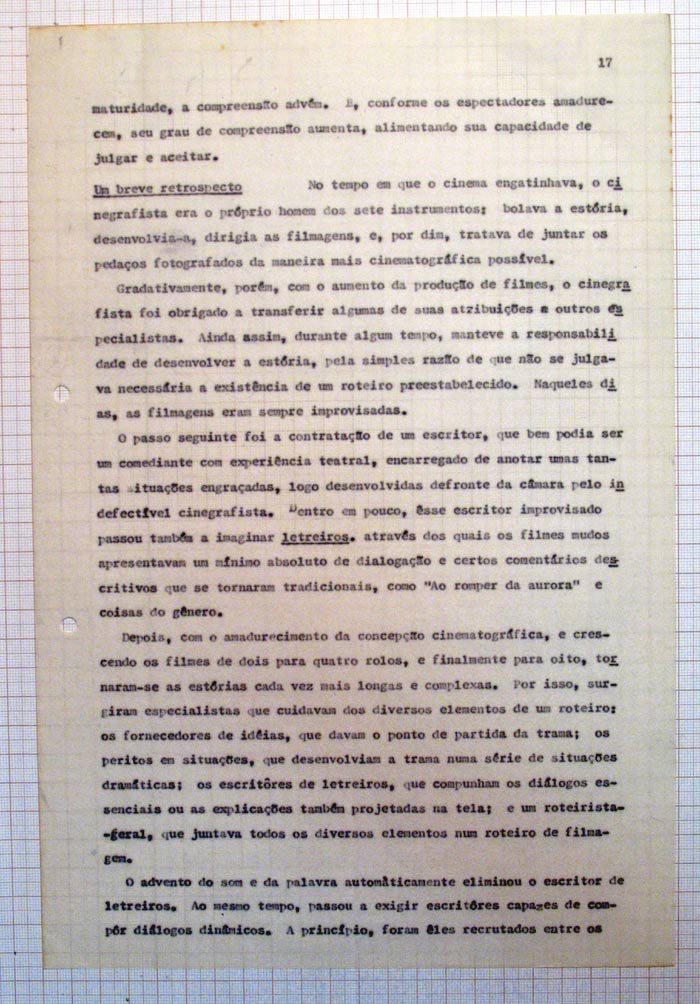 17
maturidade, a compreensão advém. E, conforme os espectadores amadure-
cem, seu grau de compreensão aumenta, alimentando sua capacidade de
julgar e aceitar.
Um breve retrospecto No tempo em que o cinema engatinhava, o ci
negrafista era o próprio homem dos sete instrumentos: bolava a estória,
desenvolvia-a, dirigia as filmagens, e, por dim, tratava de juntar os
pedaços fotografados da maneira mais cinematográfica possível.
Gradativamente, porém, com o aumento da produção de filmes, o cinegra
fista foi obrigado a transferir algumas de suas atribuições a outros es
pecialistas. Ainda assim, durante algum tempo, manteve a responsabili
dade de desenvolver a estória, pela simples razão de que não se julga-
va necessária a existência de um roteiro preestabelecido. Naqueles di
as, as filmagens eram sempre improvisadas.
O passo seguinte foi a contratação de um escritor, que bem podia ser
um comediante com experiência teatral, encarregado de anotar umas tan-
tas situações engraçadas, logo desenvolvidas defronte da câmara pelo in
defectível cinegrafista. Dentro em pouco, êsse escritor improvisado
passou também a imaginar letreiros. através dos quais os filmes mudos
apresentavam um mínimo absoluto de dialogação e certos comentários des
critivos que se tornaram tradicionais, como "Ao romper da aurora" e
coisas do gênero.
Depois, com o amadurecimento da concepção cinematográfica, e cres-
cendo os filmes de dois para quatro rolos, e finalmente para oito, tor
naram-se as estórias cada vez mais longas e complexas. Por isso, sur-
giram especialistas que cuidavam dos diversos elementos de um roteiro:
os fornecedores de idéias, que davam o ponto de partida da trama; os
peritos em situações, que desenvolviam a trama numa série de situações
dramáticas; os escritôres de letreiros, que compunham os diálogos es-
senciais ou as explicações também projetadas na tela; e um roteirista-
-geral, que juntava todos os diversos elementos num roteiro de filma-
gem.
O advento do som e da palavra automàticamente eliminou o escritor de
letreiros. Ao mesmo tempo, passou a exigir escritôres capazes de com-
pôr diálogos dinâmicos. A princípio, foram êles recrutados entre os